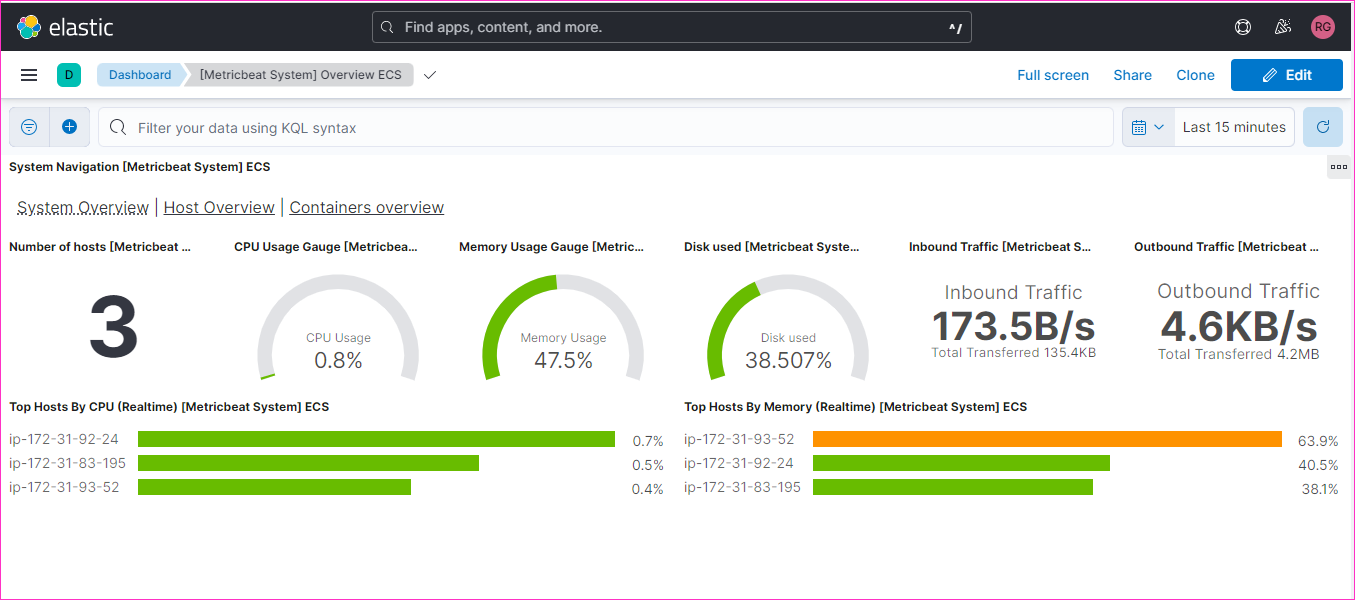 elastic
Find apps, content, and more.
^/
RG
D
Dashboard
[Metricbeat System] Overview ECS
Full screen
Share
Clone
Edit
Filter your data using KQL syntax
Last 15 minutes
System Navigation [Metricbeat System] ECS
System Overview | Host Overview | Containers overview
Number of hosts [Metricbeat ...
3
CPU Usage Gauge [Metricbea...
CPU Usage
0.8%
Memory Usage Gauge [Metric...
Memory Usage
47.5%
Disk used [Metricbeat Syste...
Disk used
38.507%
Inbound Traffic [Metricbeat S...
Inbound Traffic
173.5B/s
Total Transferred 135.4KB
Outbound Traffic [Metricbeat ...
Outbound Traffic
4.6KB/s
Total Transferred 4.2MB
Top Hosts By CPU (Realtime) [Metricbeat System] ECS
ip-172-31-92-24 0.7%
ip-172-31-83-195 0.5%
ip-172-31-93-52 0.4%
Top Hosts By Memory (Realtime) [Metricbeat System] ECS
ip-172-31-93-52 63.9%
ip-172-31-92-24 40.5%
ip-172-31-83-195 38.1%